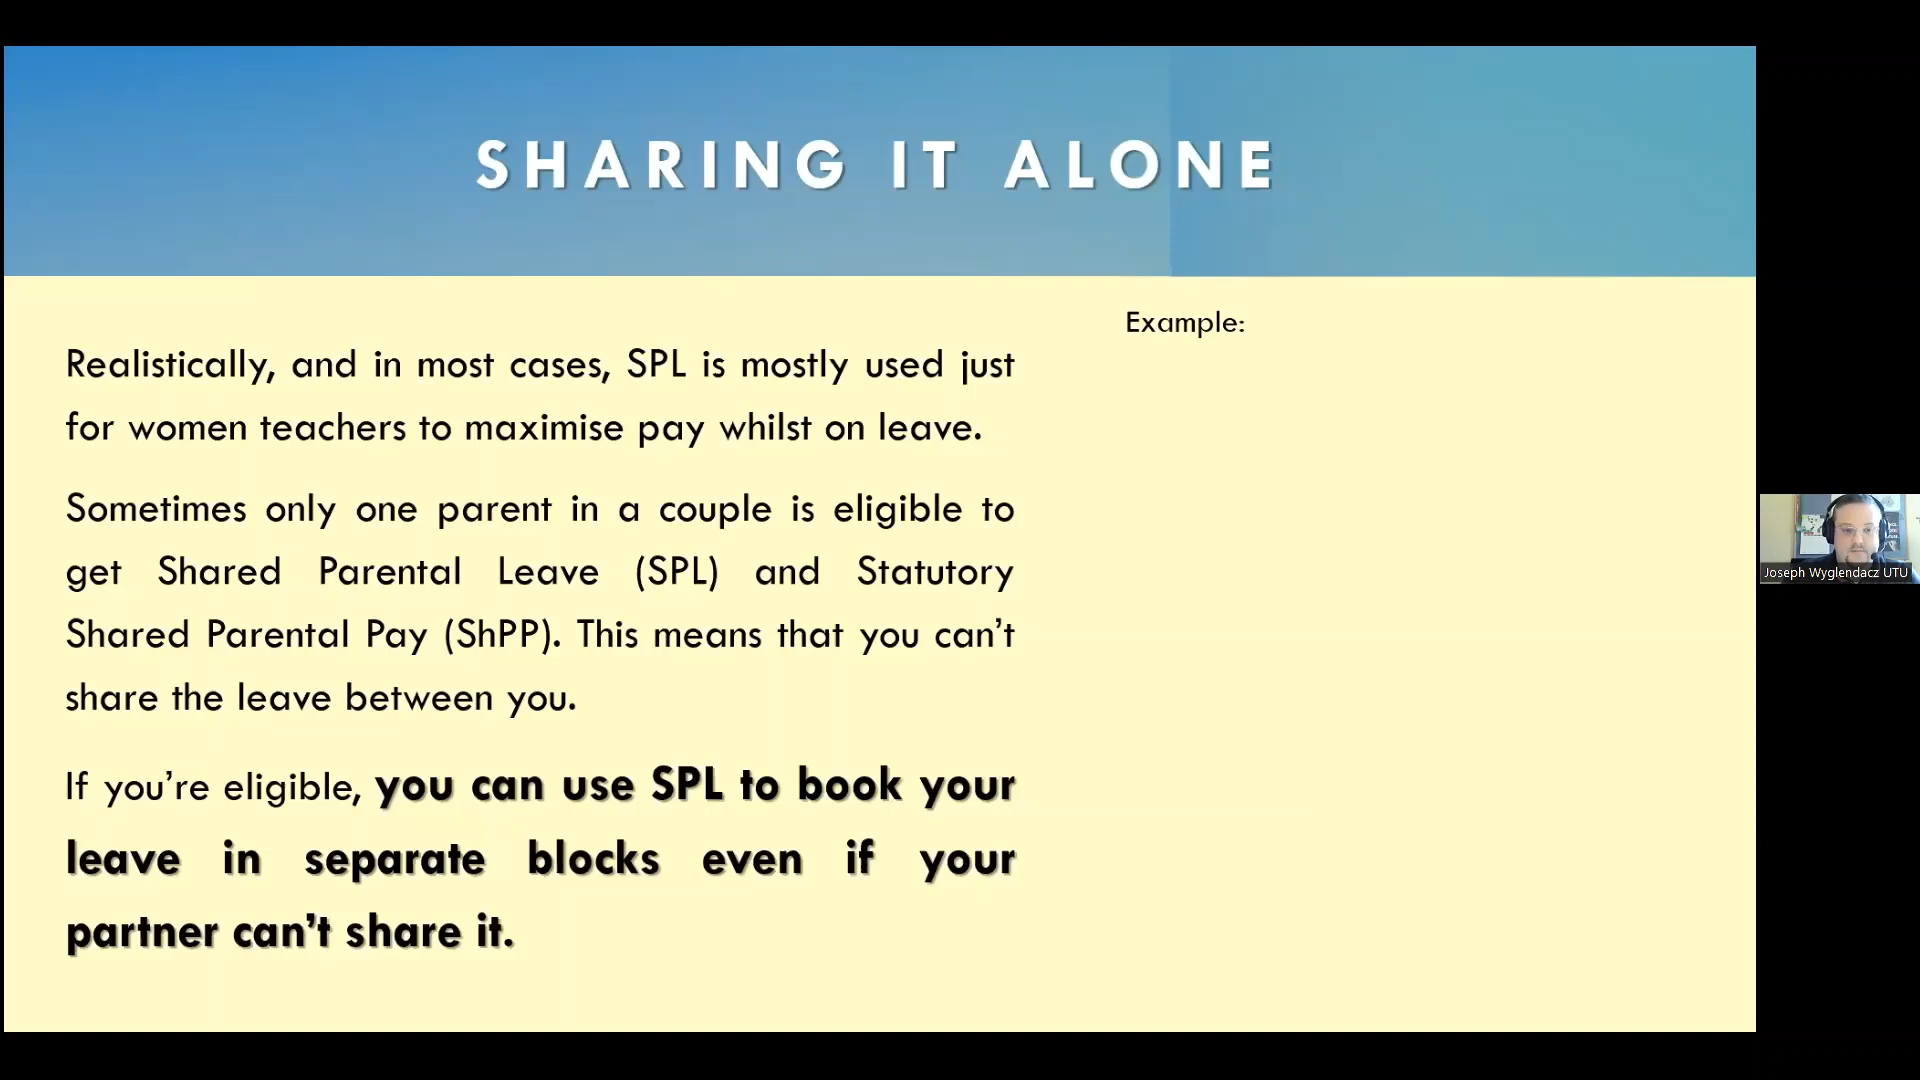 SHARING IT ALONE
Realistically, and in most cases, SPL is mostly used just
for women teachers to maximise pay whilst on leave.
Sometimes only one parent in a couple is eligible to
get Shared Parental Leave (SPL) and Statutory
Shared Parental Pay (ShPP). This means that you can’t
share the leave between you.
If you’re eligible, you can use SPL to book your
leave in separate blocks even if your
partner can’t share it.
Example:
Joseph Wyglendacz UTU